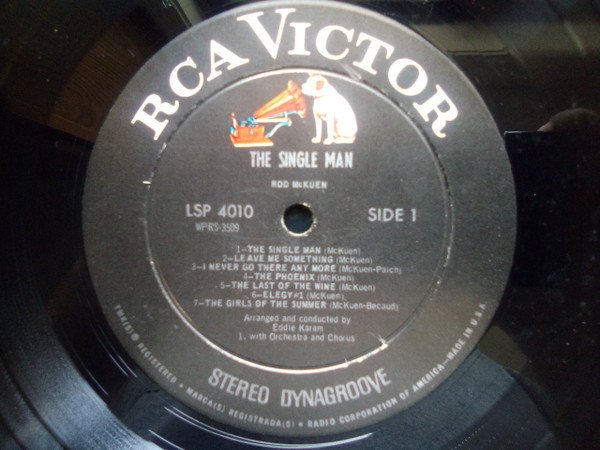 RCA VICTOR
THE SINGLE MAN
ROD McKUEN
LSP 4010
SIDE 1
WPRS-3509
1-THE SINGLE MAN (McKuen)
2-LEAVE ME SOMETHING (McKuen)
3-I NEVER GO THERE ANY MORE (McKuen-Paich)
4-THE PHOENIX (McKuen)
5-THE LAST OF THE WINE (McKuen)
6-ELEGY #1 (McKuen)
7-THE GIRLS OF THE SUMMER (McKuen-Becaud)
Arranged and conducted by
Eddie Karam
1. with Orchestra and Chorus
STEREO DYNAGROOVE
TMK(S) ® REGISTERED • MARCA(S) REGISTRADA(S) • RADIO CORPORATION OF AMERICA—MADE IN U.S.A.